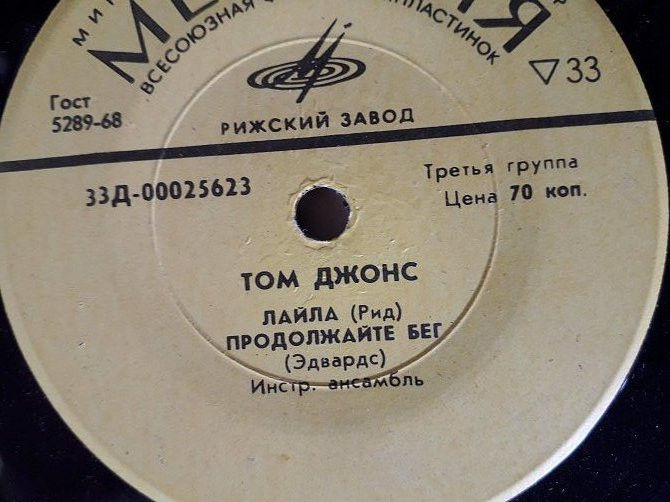 ВСЕСОЮЗНАЯ ПЛАСТИНОК
▽33
Гост
5289-68
РИЖСКИЙ ЗАВОД
33Д-00025623
Третья группа
Цена 70 коп.
ТОМ ДЖОНС
ЛАЙЛА (Рид)
ПРОДОЛЖАЙТЕ БЕГ
(Эдвардс)
Инстр. ансамбль